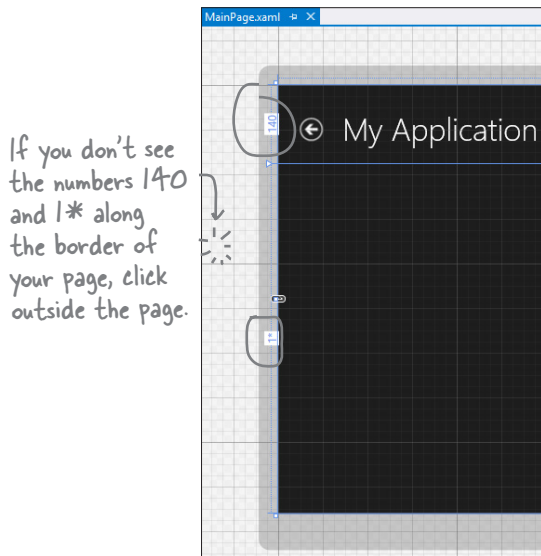 MainPage.xaml
140
My Application
If you don't see
the numbers 140
and 1* along
the border of
your page, click
outside the page.
1*